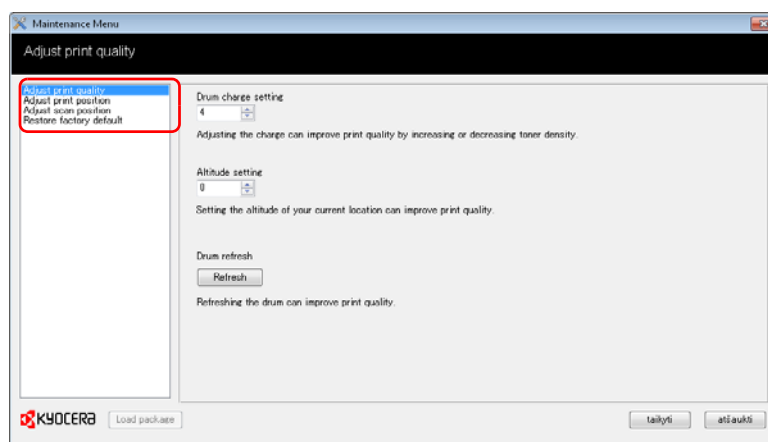 Maintenance Menu
Adjust print quality
Adjust print quality
Adjust print position
Adjust scan position
Restore factory default
Drum charge setting
4
Adjusting the charge can improve print quality by increasing or decreasing toner density.
Altitude setting
0
Setting the altitude of your current location can improve print quality.
Drum refresh
Refresh
Refreshing the drum can improve print quality.
KYOCERA
Load package
taikyti
atšaukti